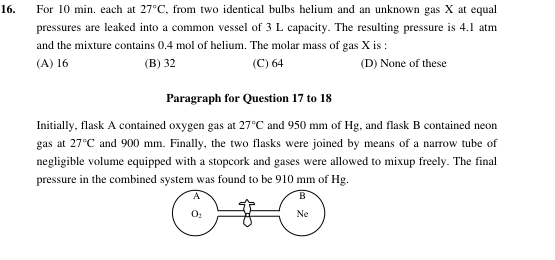 16. For 10 min. each at 27°C, from two identical bulbs helium and an unknown gas X at equal
pressures are leaked into a common vessel of 3 L capacity. The resulting pressure is 4.1 atm
and the mixture contains 0.4 mol of helium. The molar mass of gas X is :
(A) 16 (B) 32 (C) 64 (D) None of these
Paragraph for Question 17 to 18
Initially, flask A contained oxygen gas at 27°C and 950 mm of Hg, and flask B contained neon
gas at 27°C and 900 mm. Finally, the two flasks were joined by means of a narrow tube of
negligible volume equipped with a stopcork and gases were allowed to mixup freely. The final
pressure in the combined system was found to be 910 mm of Hg.
A B
O₂ Ne